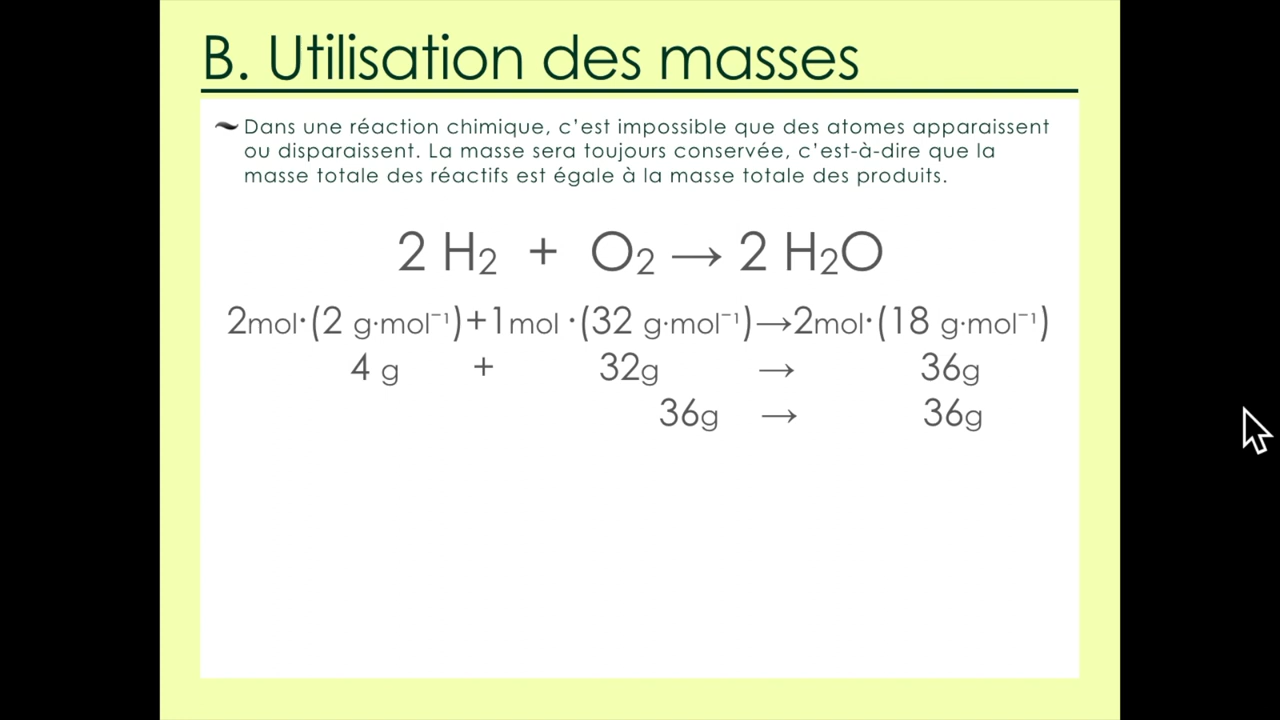 B. Utilisation des masses
Dans une réaction chimique, c’est impossible que des atomes apparaissent
ou disparaissent. La masse sera toujours conservée, c’est-à-dire que la
masse totale des réactifs est égale à la masse totale des produits.
2 H₂ + O₂ → 2 H₂O
2mol·(2 g·mol⁻¹)+1mol ·(32 g·mol⁻¹)→2mol·(18 g·mol⁻¹)
4 g + 32g → 36g
36g → 36g